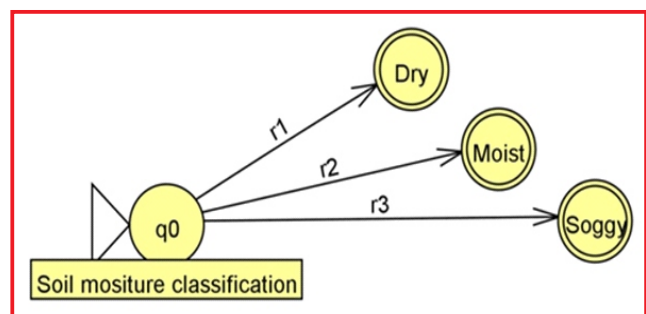 Dry
r1
Moist
r2
r3
Soggy
q0
Soil mositure classification